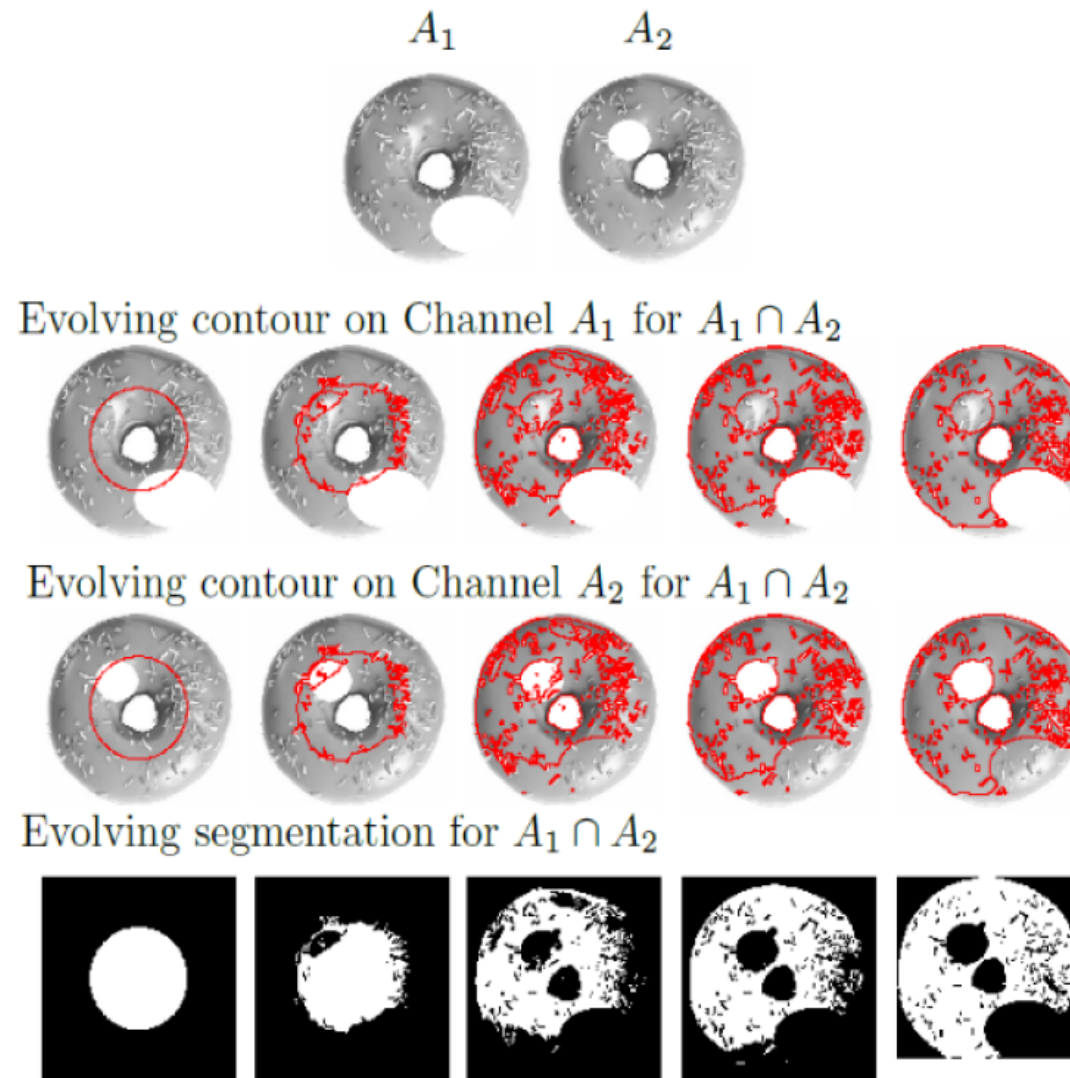 A₁ A₂
Evolving contour on Channel A₁ for A₁ ∩ A₂
Evolving contour on Channel A₂ for A₁ ∩ A₂
Evolving segmentation for A₁ ∩ A₂